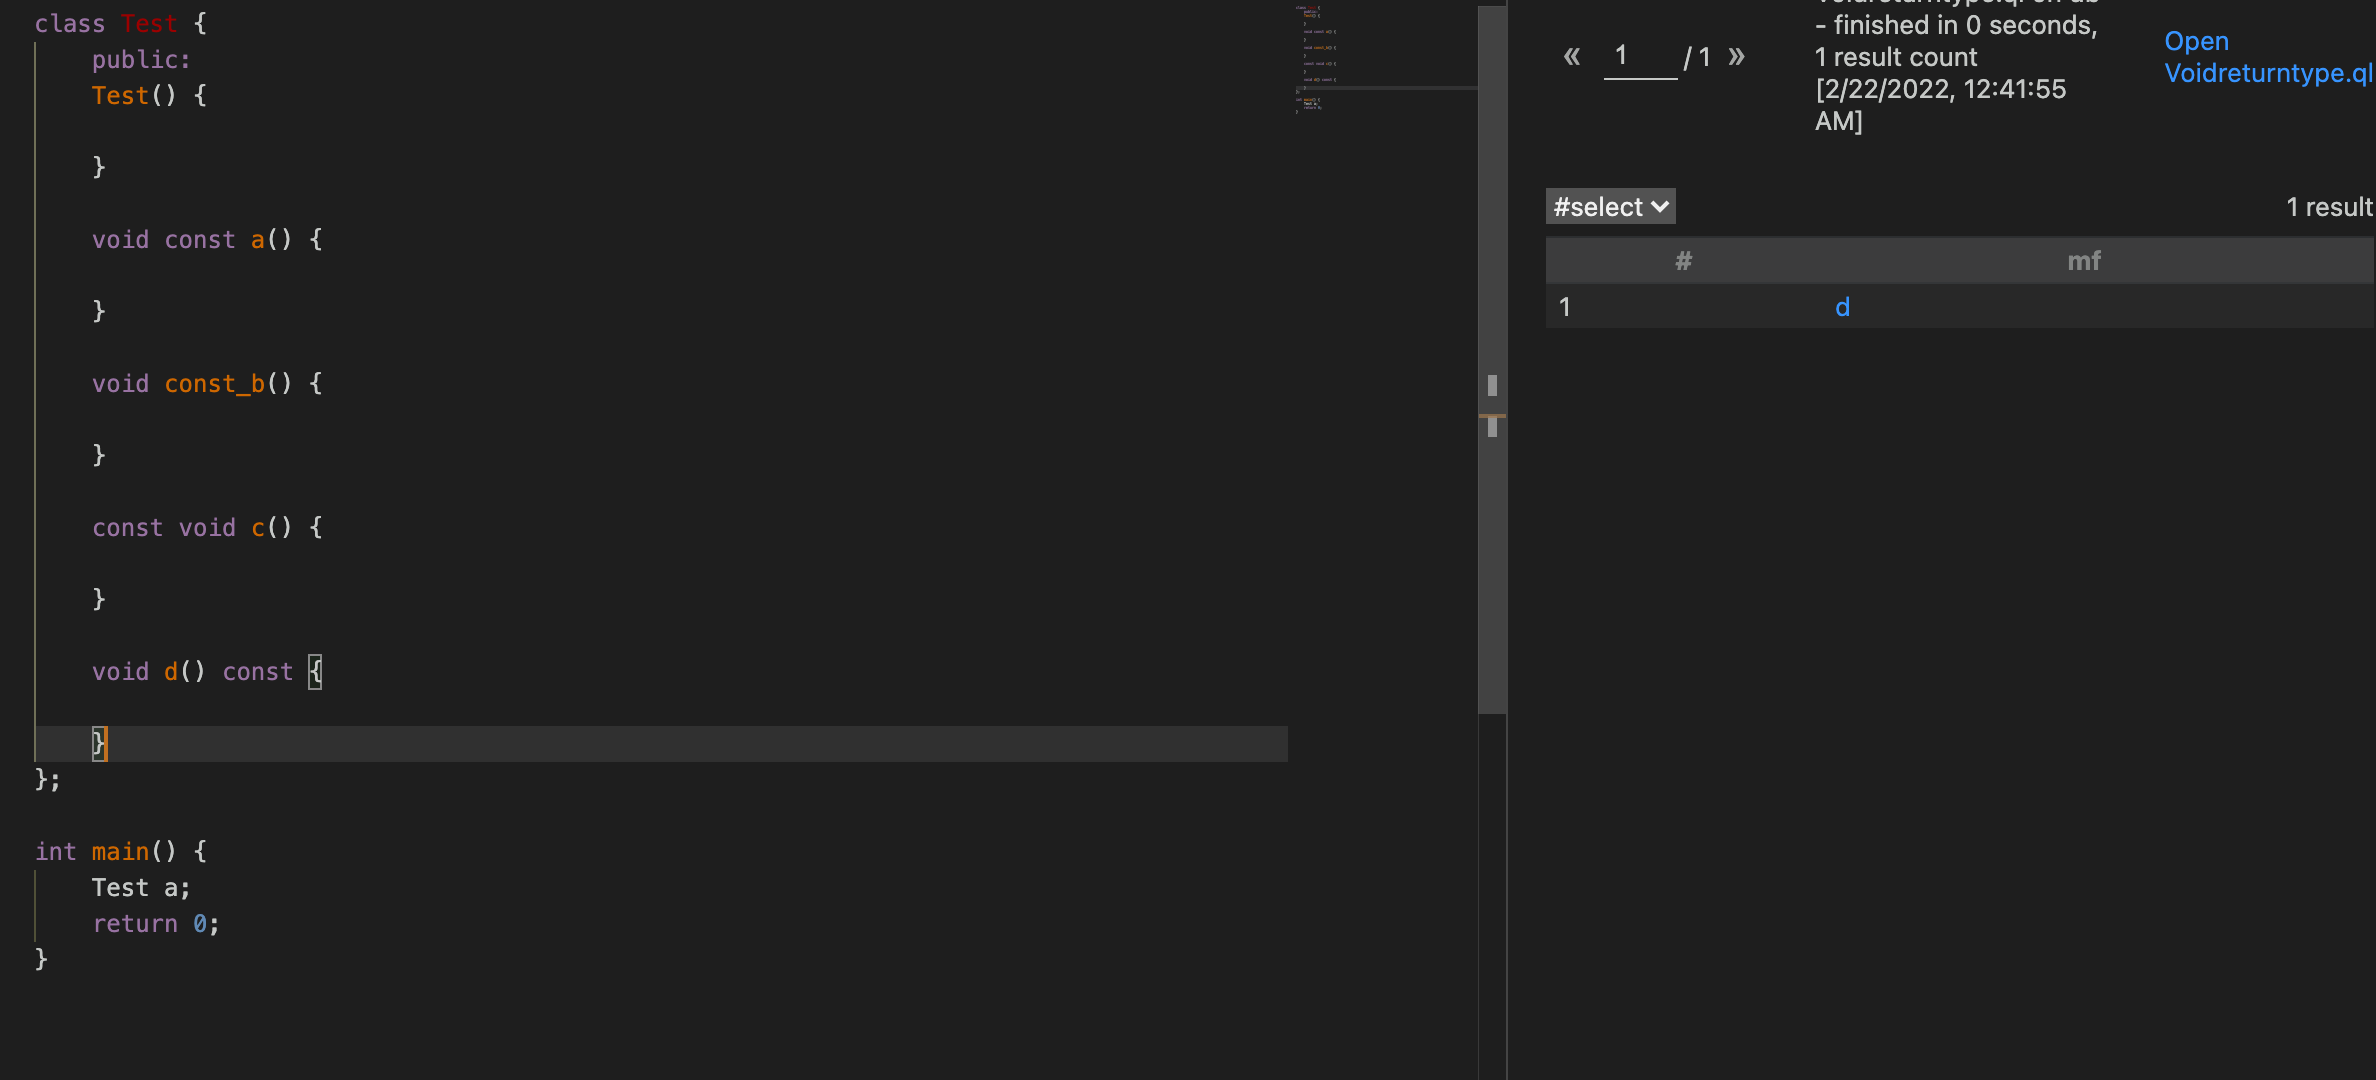 class Test {
public:
Test() {
}
void const a() {
}
void const_b() {
}
const void c() {
}
void d() const {
}
};
int main() {
Test a;
return 0;
}
« 1 / 1 »
- finished in 0 seconds,
1 result count
[2/22/2022, 12:41:55
AM]
Open
Voidreturntype.ql
#select
1 result
# mf
1 d